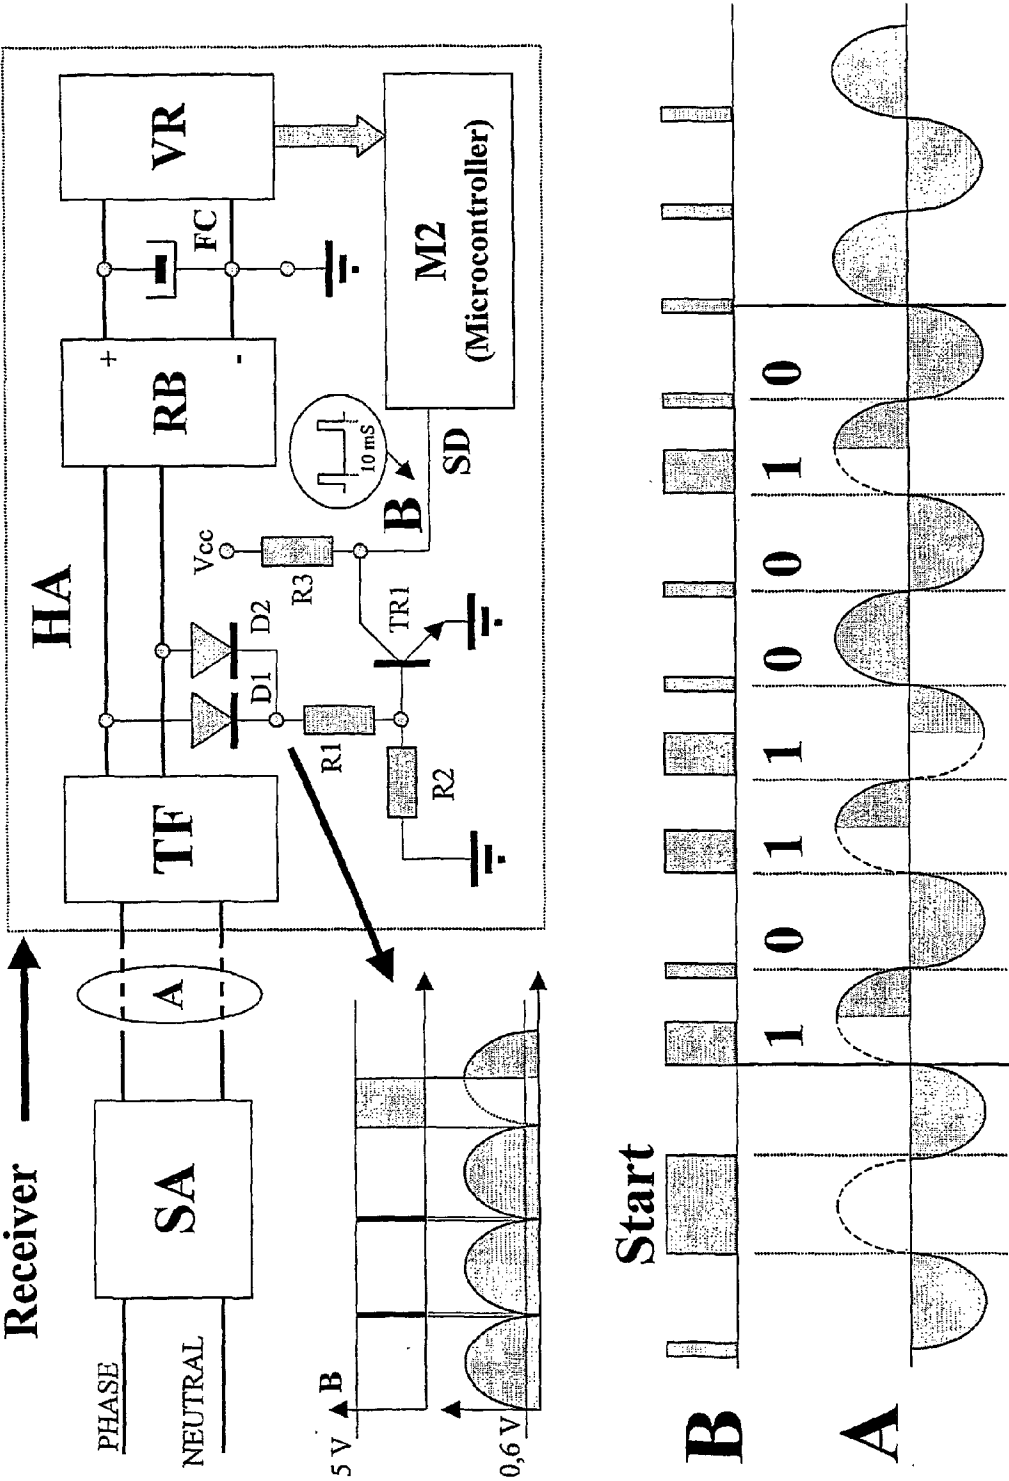 Receiver
HA
PHASE
NEUTRAL
SA
A
TF
RB
+
-
FC
VR
D1
D2
Vcc
R1
R2
R3
TR1
B
10 mS
SD
M2
(Microcontroller)
5 V
B
0,6 V
Start
B
1 0 1 1 0 0 1 0
A